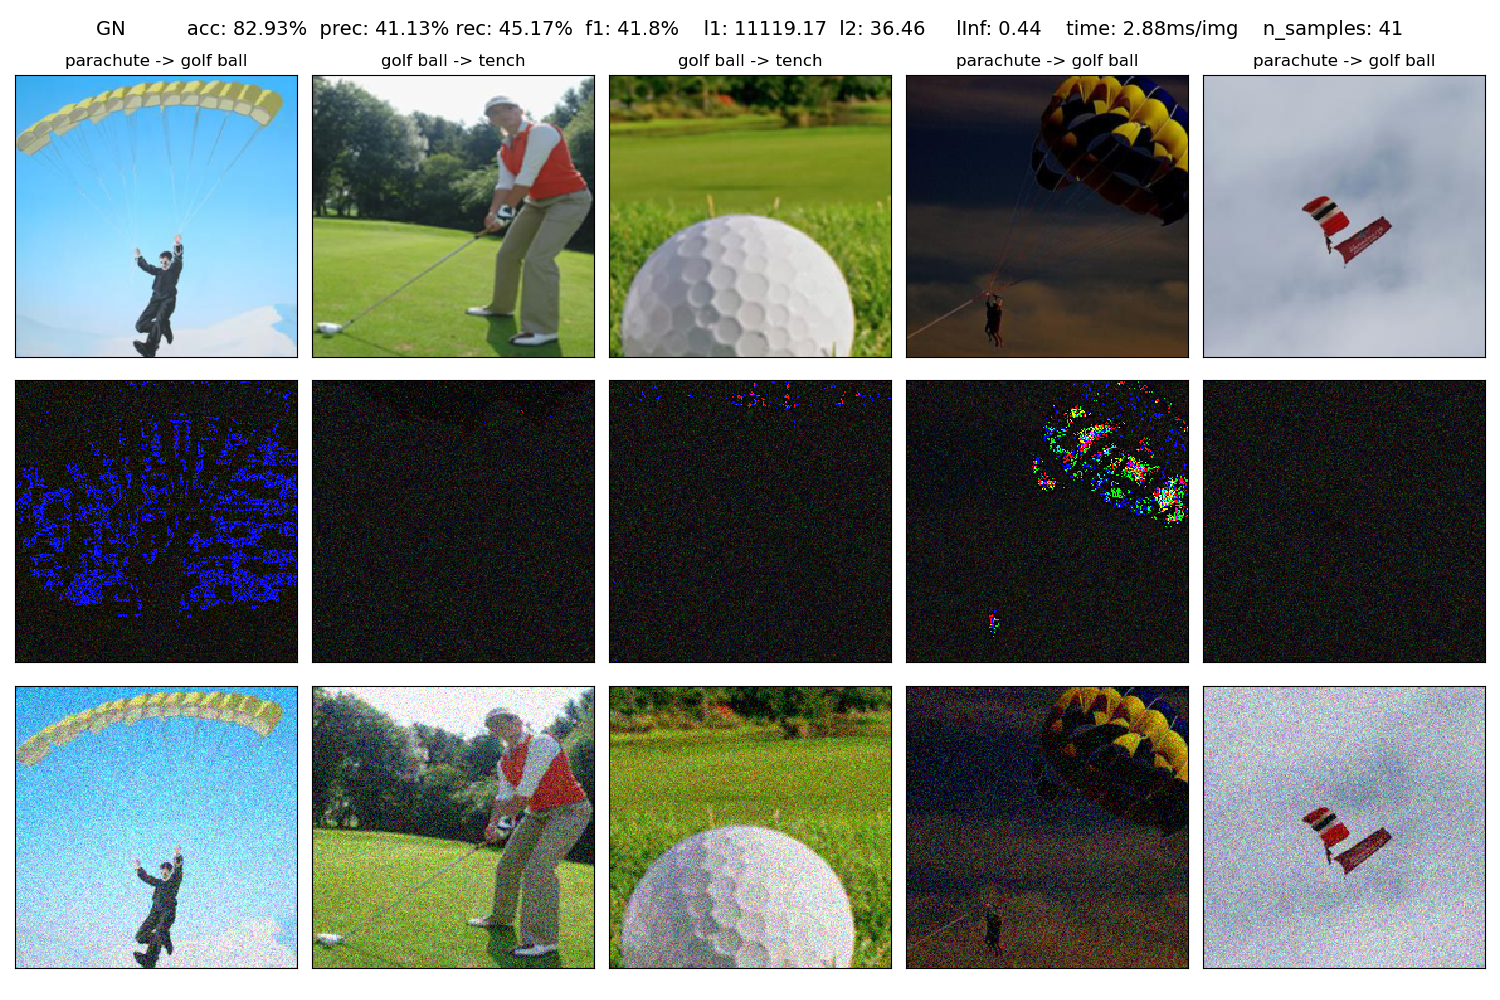 GN acc: 82.93% prec: 41.13% rec: 45.17% f1: 41.8% l1: 11119.17 l2: 36.46 lInf: 0.44 time: 2.88ms/img n_samples: 41
parachute -> golf ball golf ball -> tench golf ball -> tench parachute -> golf ball parachute -> golf ball